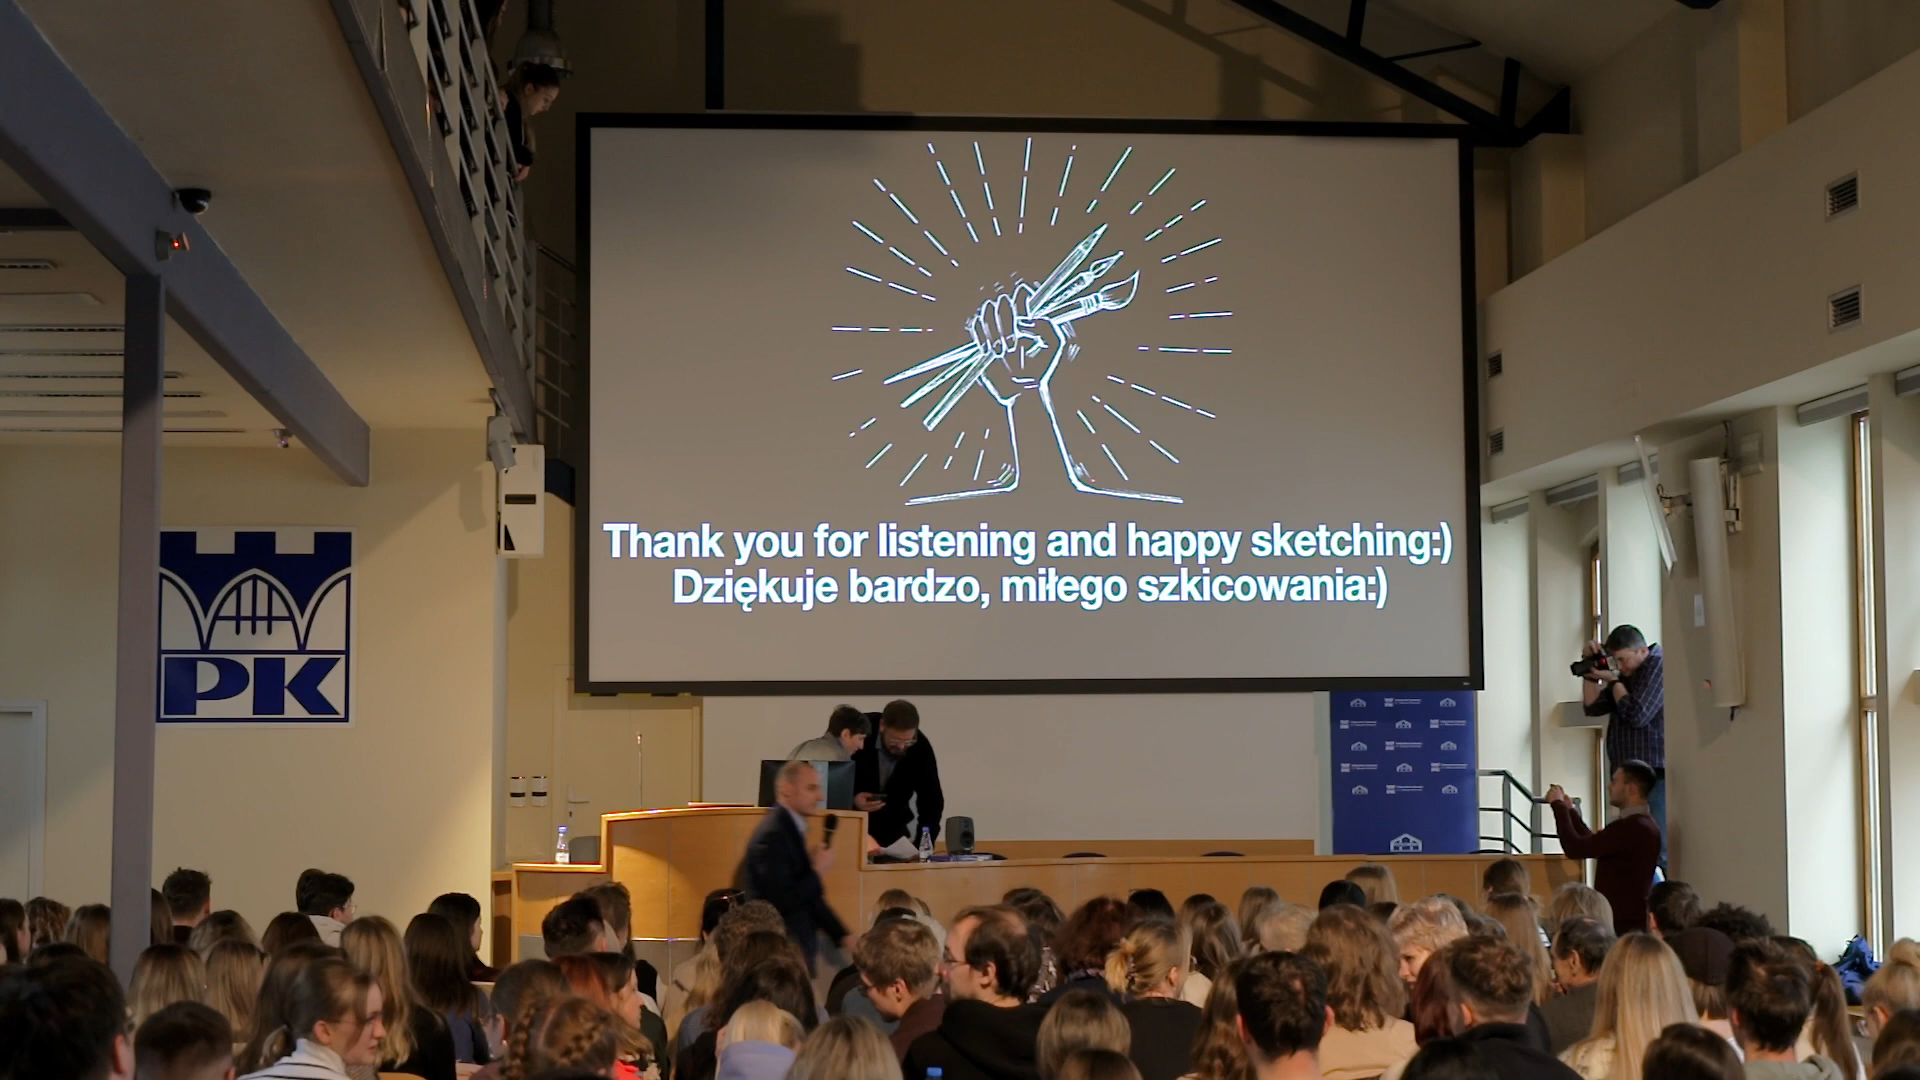 Thank you for listening and happy sketching:)
Dziękuje bardzo, miłego szkicowania:)
PK